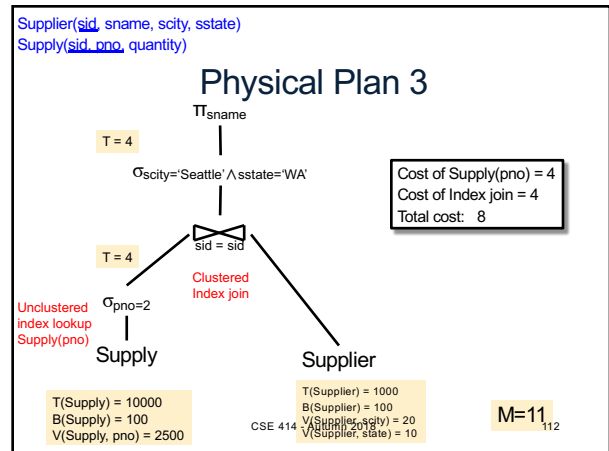 Supplier(sid, sname, scity, sstate)
Supply(sid, pno, quantity)
Physical Plan 3
πsname
T = 4
σscity='Seattle' ∧ sstate='WA'
Cost of Supply(pno) = 4
Cost of Index join = 4
Total cost: 8
sid = sid
T = 4
Clustered
Index join
σpno=2
Unclustered
index lookup
Supply(pno)
Supply
Supplier
T(Supply) = 10000
B(Supply) = 100
V(Supply, pno) = 2500
T(Supplier) = 1000
B(Supplier) = 100
V(Supplier, scity) = 20
V(Supplier, state) = 10
CSE 414 - Autumn 2018
M=11
112